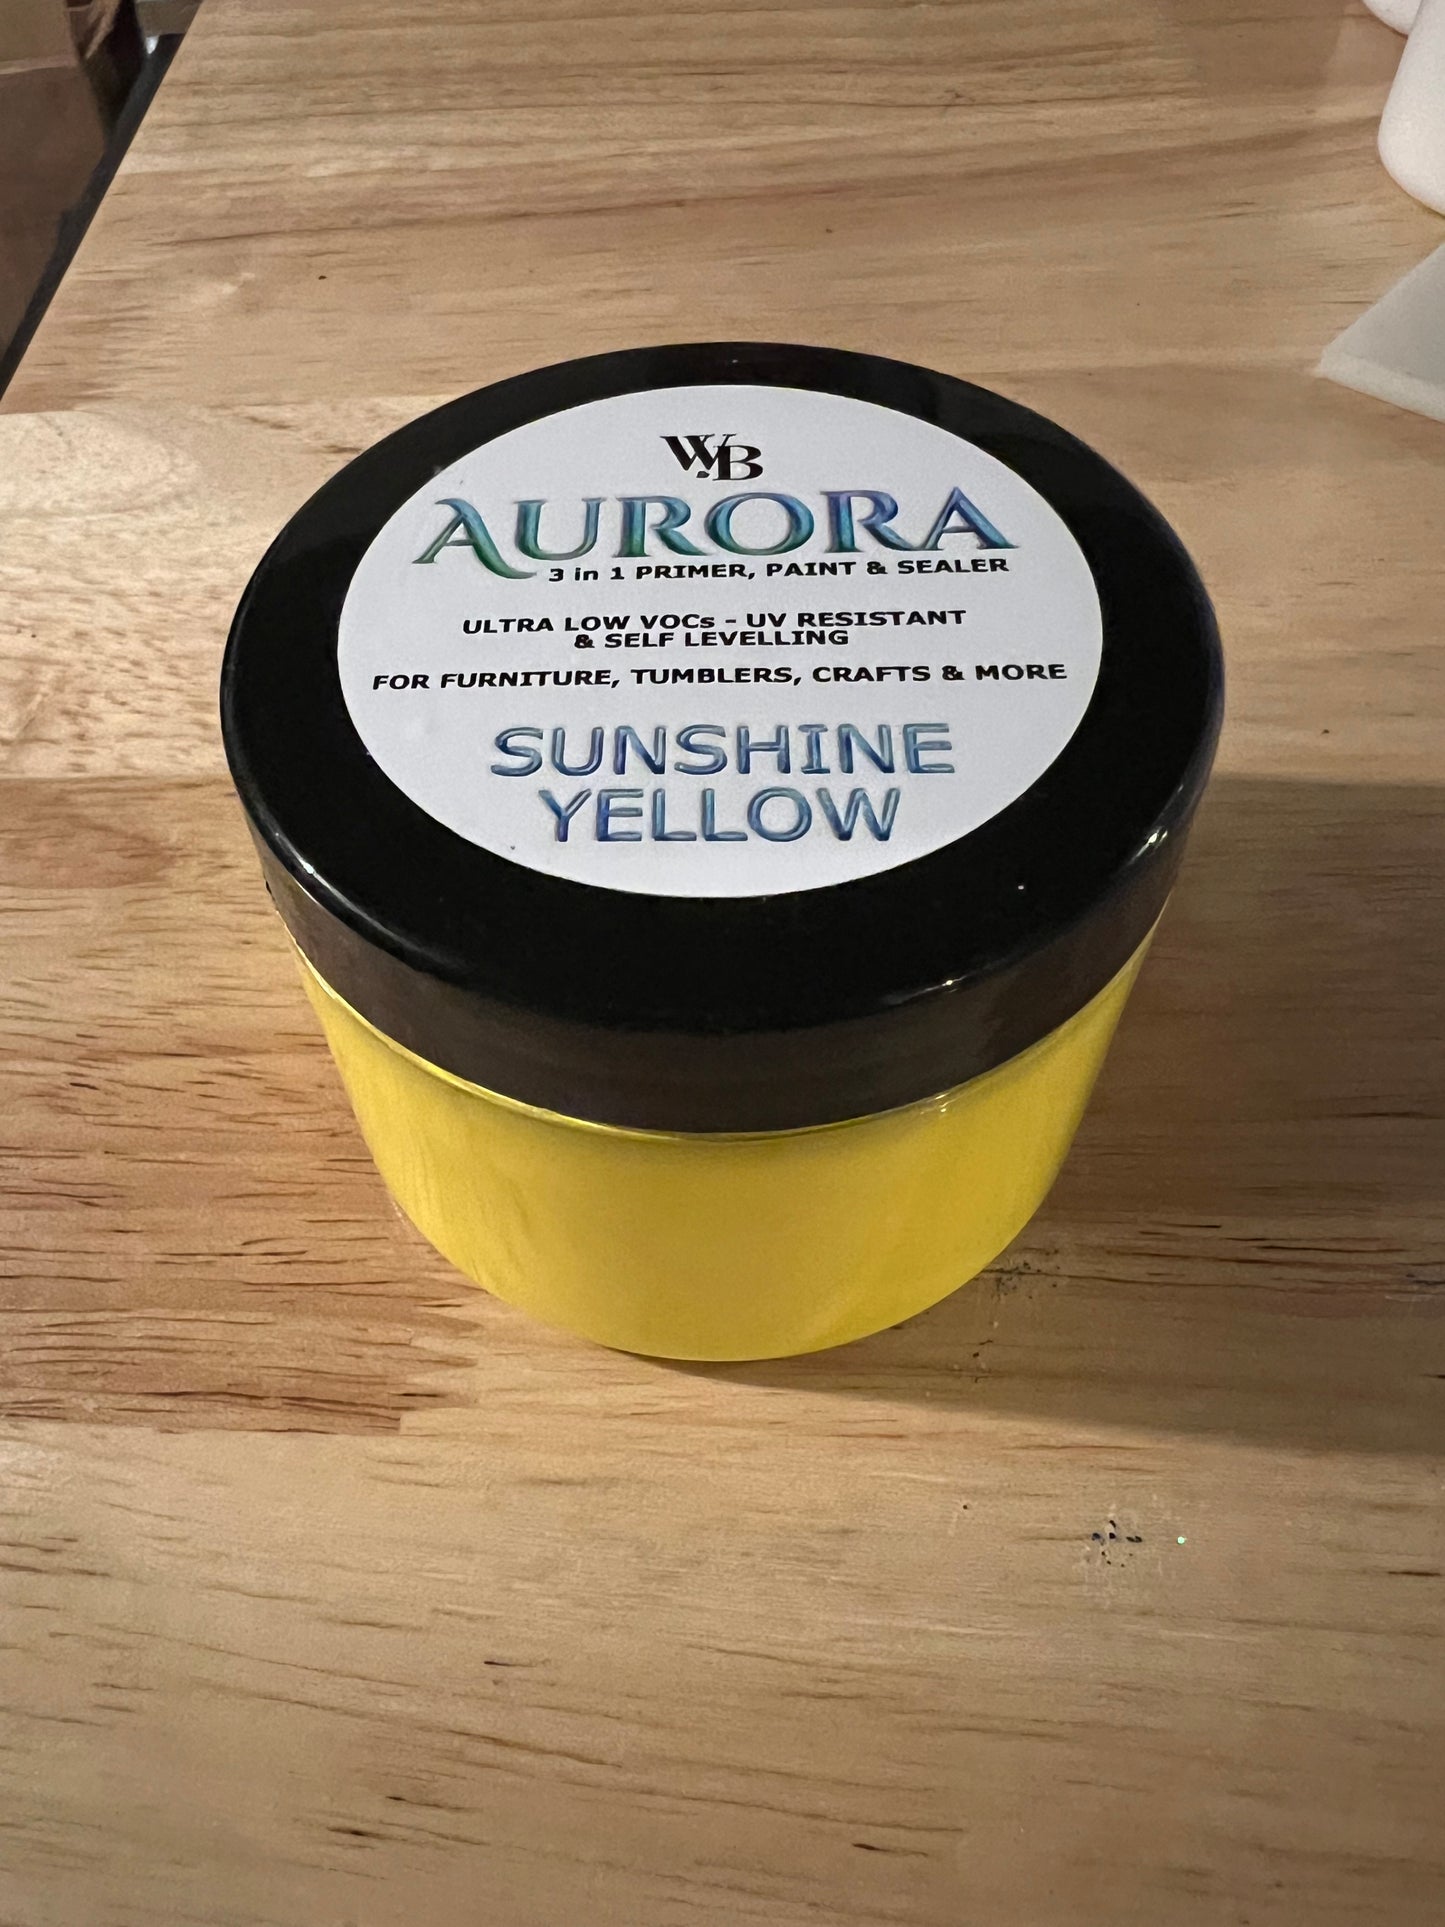 WB
AURORA
3 in 1 PRIMER, PAINT & SEALER
ULTRA LOW VOCs - UV RESISTANT
& SELF LEVELLING
FOR FURNITURE, TUMBLERS, CRAFTS & MORE
SUNSHINE
YELLOW